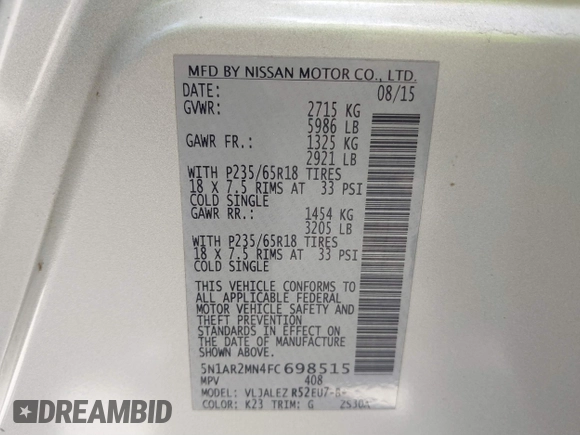 MFD BY NISSAN MOTOR CO., LTD.
DATE: 08/15
GVWR: 2715 KG
5986 LB
GAWR FR.: 1325 KG
2921 LB
WITH P235/65R18 TIRES
18 X 7.5 RIMS AT 33 PSI
COLD SINGLE
GAWR RR.: 1454 KG
3205 LB
WITH P235/65R18 TIRES
18 X 7.5 RIMS AT 33 PSI
COLD SINGLE
THIS VEHICLE CONFORMS TO
ALL APPLICABLE FEDERAL
MOTOR VEHICLE SAFETY AND
THEFT PREVENTION
STANDARDS IN EFFECT ON
THE DATE OF MANUFACTURE
SHOWN ABOVE.
5N1AR2MN4FC698515
MPV 408
MODEL: VLJALEZ R52EU7-B-
COLOR: K23 TRIM: G
DREAMBID.COM